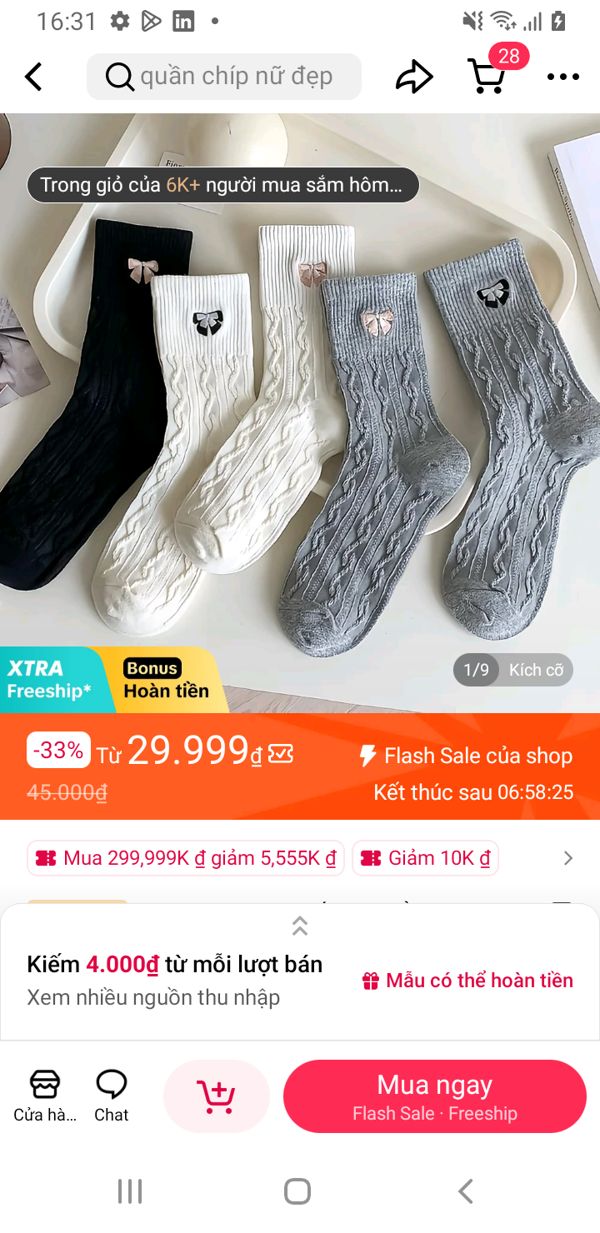 16:31
quần chíp nữ đẹp
28
Trong giỏ của 6K+ người mua sắm hôm...
XTRA
Freeship*
Bonus
Hoàn tiền
1/9 Kích cỡ
-33% Từ 29.999₫
Flash Sale của shop
45.000₫
Kết thúc sau 06:58:25
Mua 299,999K ₫ giảm 5,555K ₫
Giảm 10K ₫
Kiếm 4.000₫ từ mỗi lượt bán
Xem nhiều nguồn thu nhập
Mẫu có thể hoàn tiền
Cửa hà...
Chat
Mua ngay
Flash Sale · Freeship